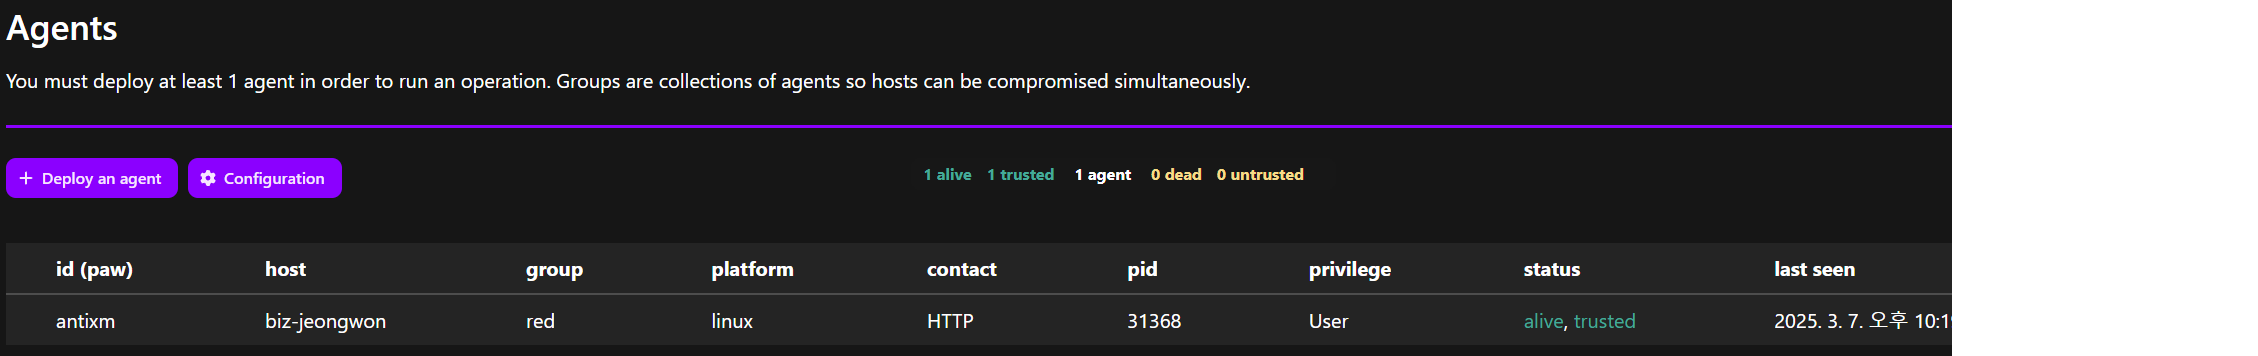 Agents
You must deploy at least 1 agent in order to run an operation. Groups are collections of agents so hosts can be compromised simultaneously.
Deploy an agent Configuration 1 alive 1 trusted 1 agent 0 dead 0 untrusted
id (paw) host group platform contact pid privilege status last seen
antixm biz-jeongwon red linux HTTP 31368 User alive, trusted 2025. 3. 7. 오후